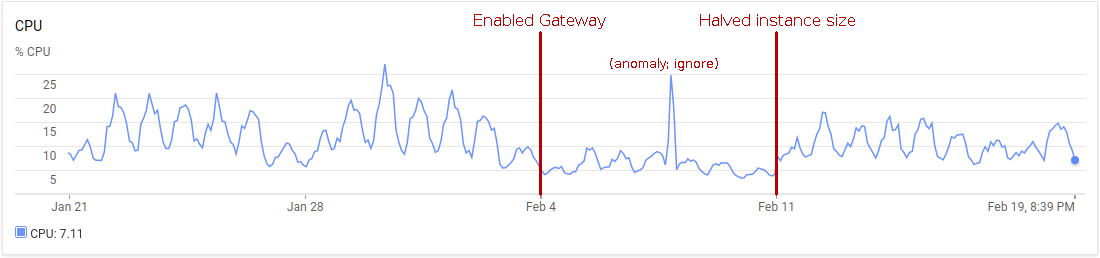 Enabled Gateway
Halved instance size
CPU
% CPU
(anomaly; ignore)
25
20
15
10
5
Jan 21
Jan 28
Feb 4
Feb 11
Feb 19, 8:39 PM
CPU: 7.11